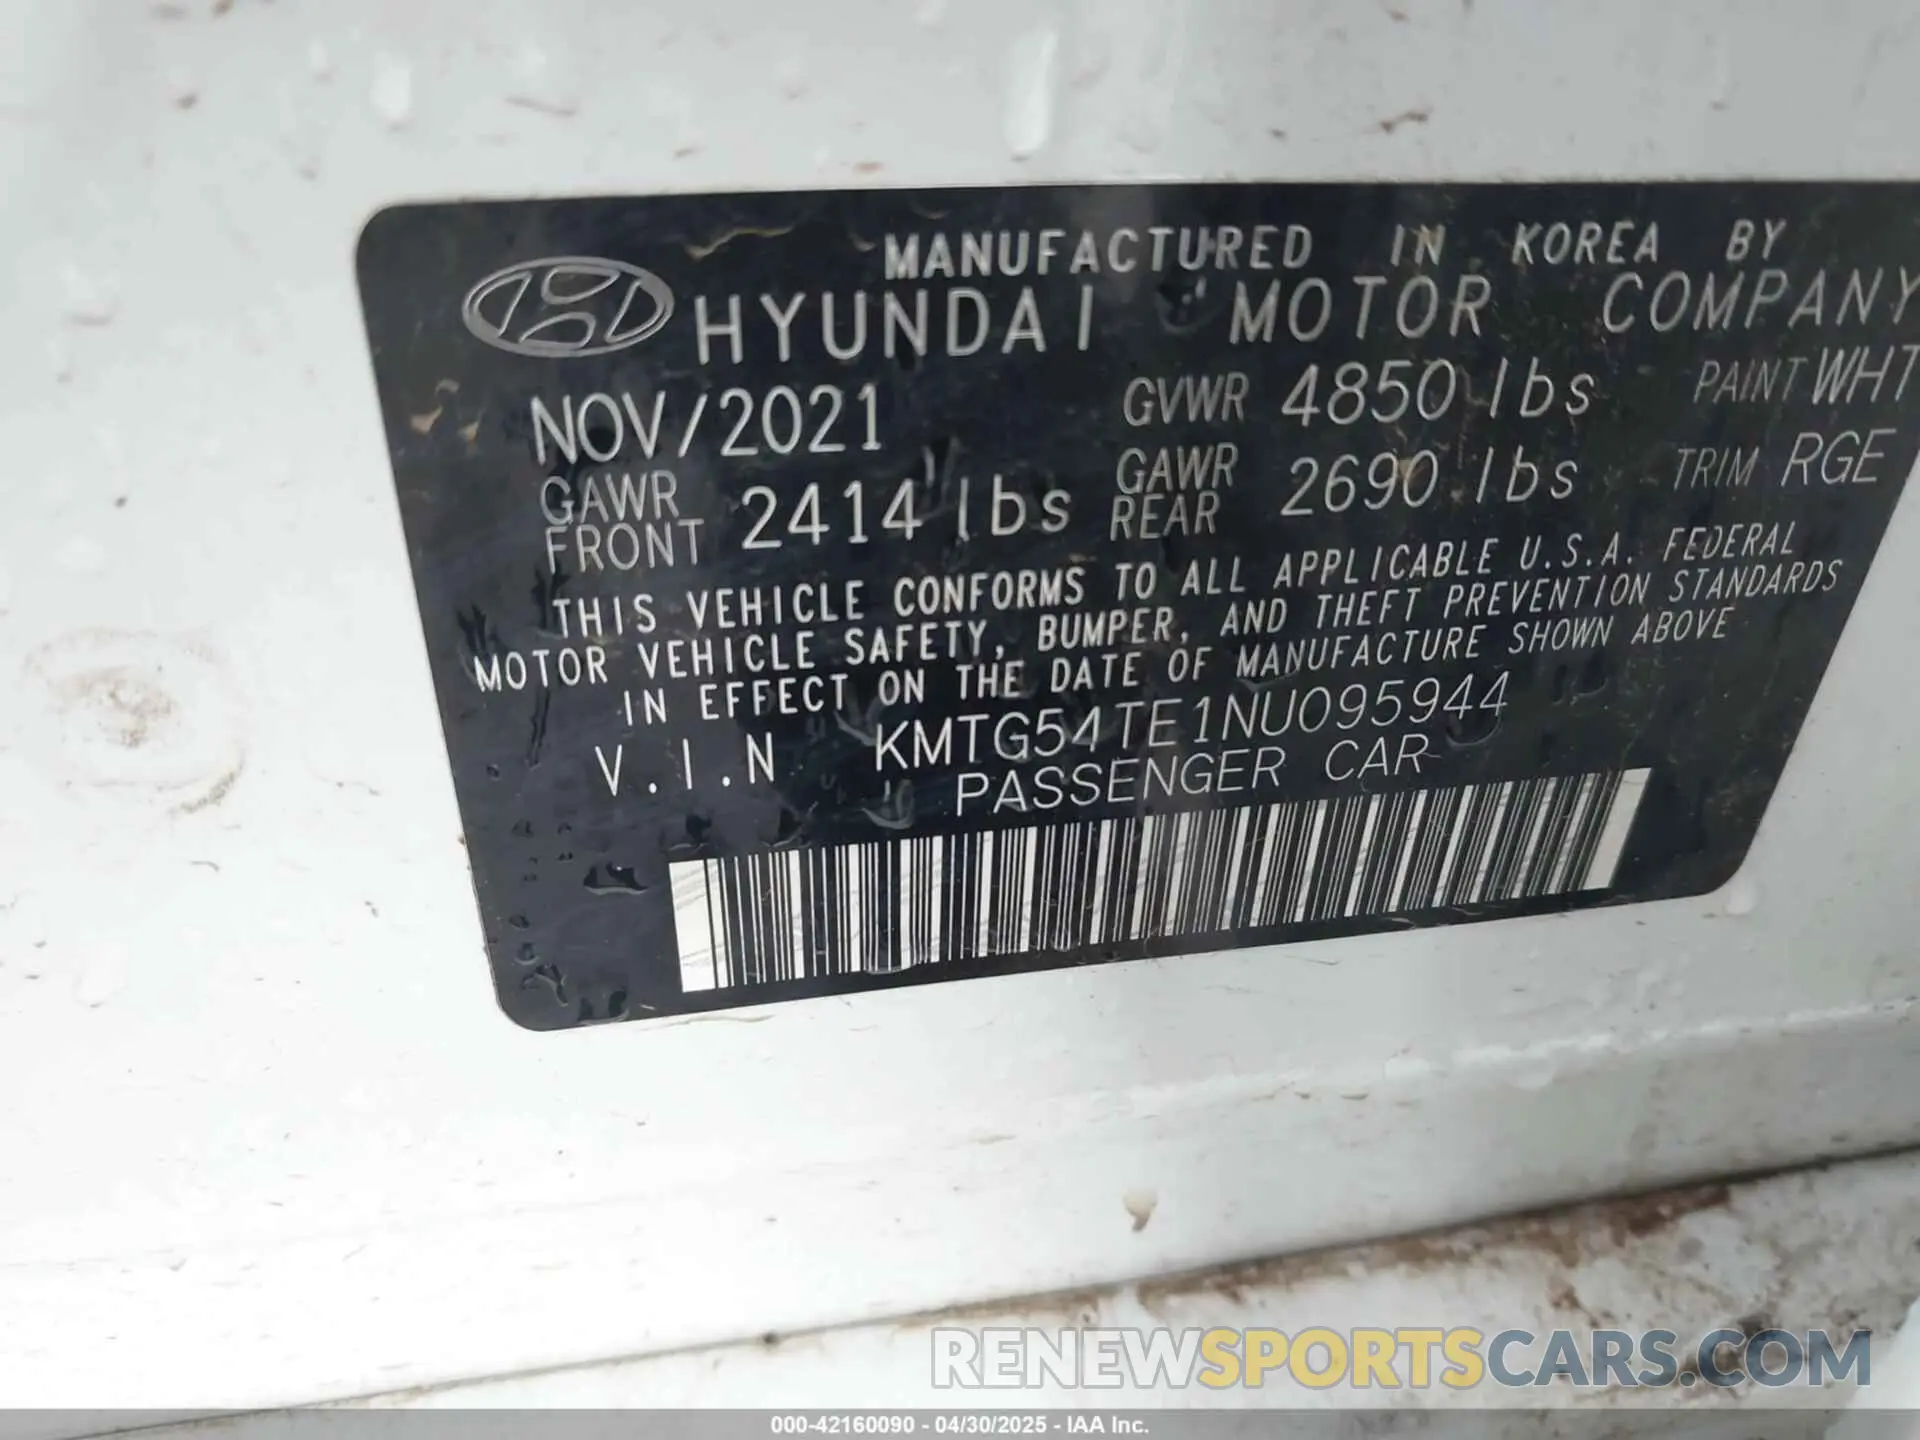 MANUFACTURED IN KOREA BY
HYUNDAI MOTOR COMPANY
NOV/2021 GVWR 4850 lbs PAINT WHT
GAWR FRONT 2414 lbs GAWR REAR 2690 lbs TRIM RGE
THIS VEHICLE CONFORMS TO ALL APPLICABLE U.S.A. FEDERAL
MOTOR VEHICLE SAFETY, BUMPER, AND THEFT PREVENTION STANDARDS
IN EFFECT ON THE DATE OF MANUFACTURE SHOWN ABOVE
V.I.N KMTG54TE1NU095944
PASSENGER CAR
RENEWSPORTSCARS.COM
000-42160090 - 04/30/2025 - IAA Inc.